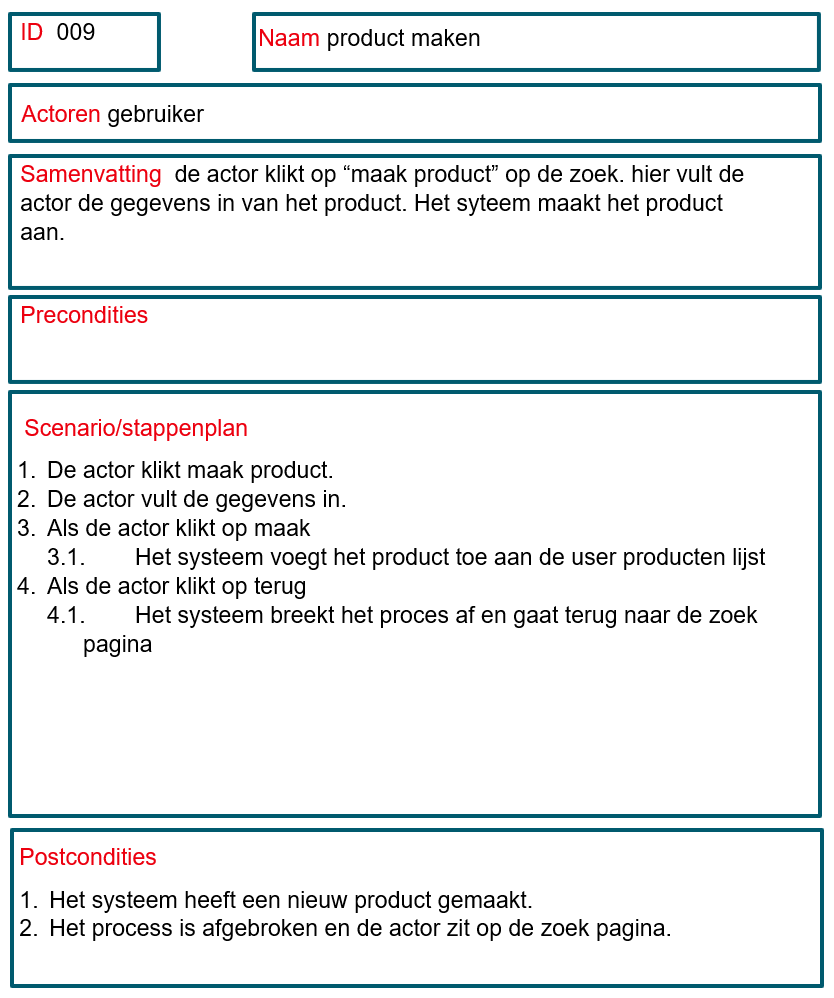 ID 009
Naam product maken
Actoren gebruiker
Samenvatting de actor klikt op “maak product” op de zoek. hier vult de
actor de gegevens in van het product. Het syteem maakt het product
aan.
Precondities
Scenario/stappenplan
1. De actor klikt maak product.
2. De actor vult de gegevens in.
3. Als de actor klikt op maak
3.1. Het systeem voegt het product toe aan de user producten lijst
4. Als de actor klikt op terug
4.1. Het systeem breekt het proces af en gaat terug naar de zoek
pagina
Postcondities
1. Het systeem heeft een nieuw product gemaakt.
2. Het process is afgebroken en de actor zit op de zoek pagina.